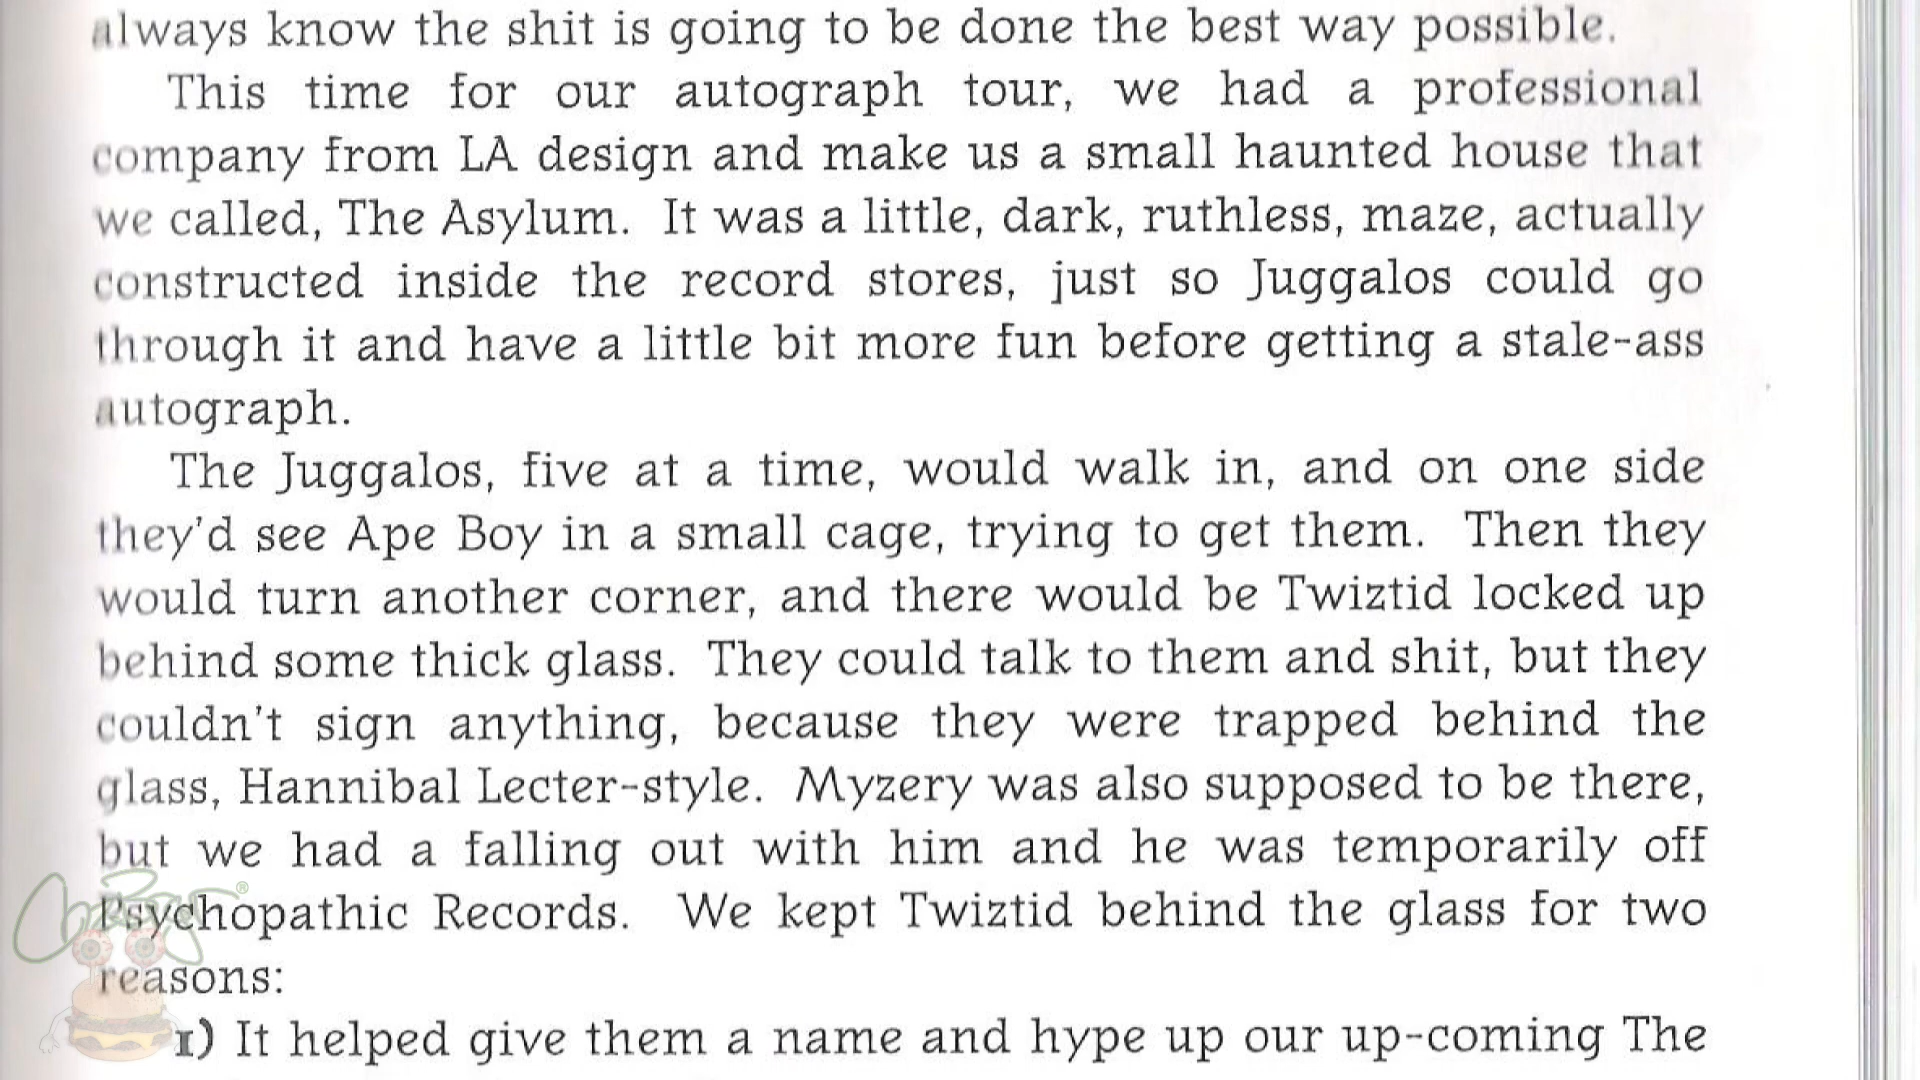 always know the shit is going to be done the best way possible.
This time for our autograph tour, we had a professional
company from LA design and make us a small haunted house that
we called, The Asylum. It was a little, dark, ruthless, maze, actually
constructed inside the record stores, just so Juggalos could go
through it and have a little bit more fun before getting a stale-ass
autograph.
The Juggalos, five at a time, would walk in, and on one side
they'd see Ape Boy in a small cage, trying to get them. Then they
would turn another corner, and there would be Twiztid locked up
behind some thick glass. They could talk to them and shit, but they
couldn't sign anything, because they were trapped behind the
glass, Hannibal Lecter-style. Myzery was also supposed to be there,
but we had a falling out with him and he was temporarily off
Psychopathic Records. We kept Twiztid behind the glass for two
reasons:
1) It helped give them a name and hype up our up-coming The